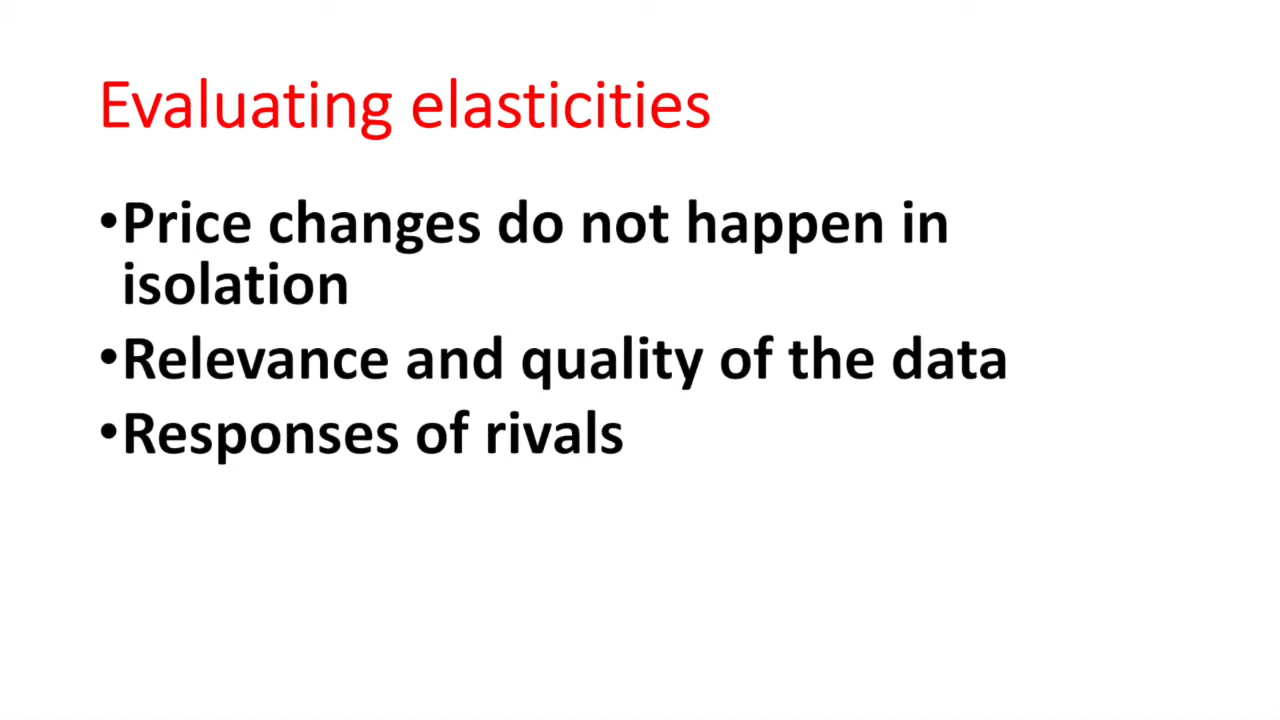 Evaluating elasticities
•Price changes do not happen in
isolation
•Relevance and quality of the data
•Responses of rivals